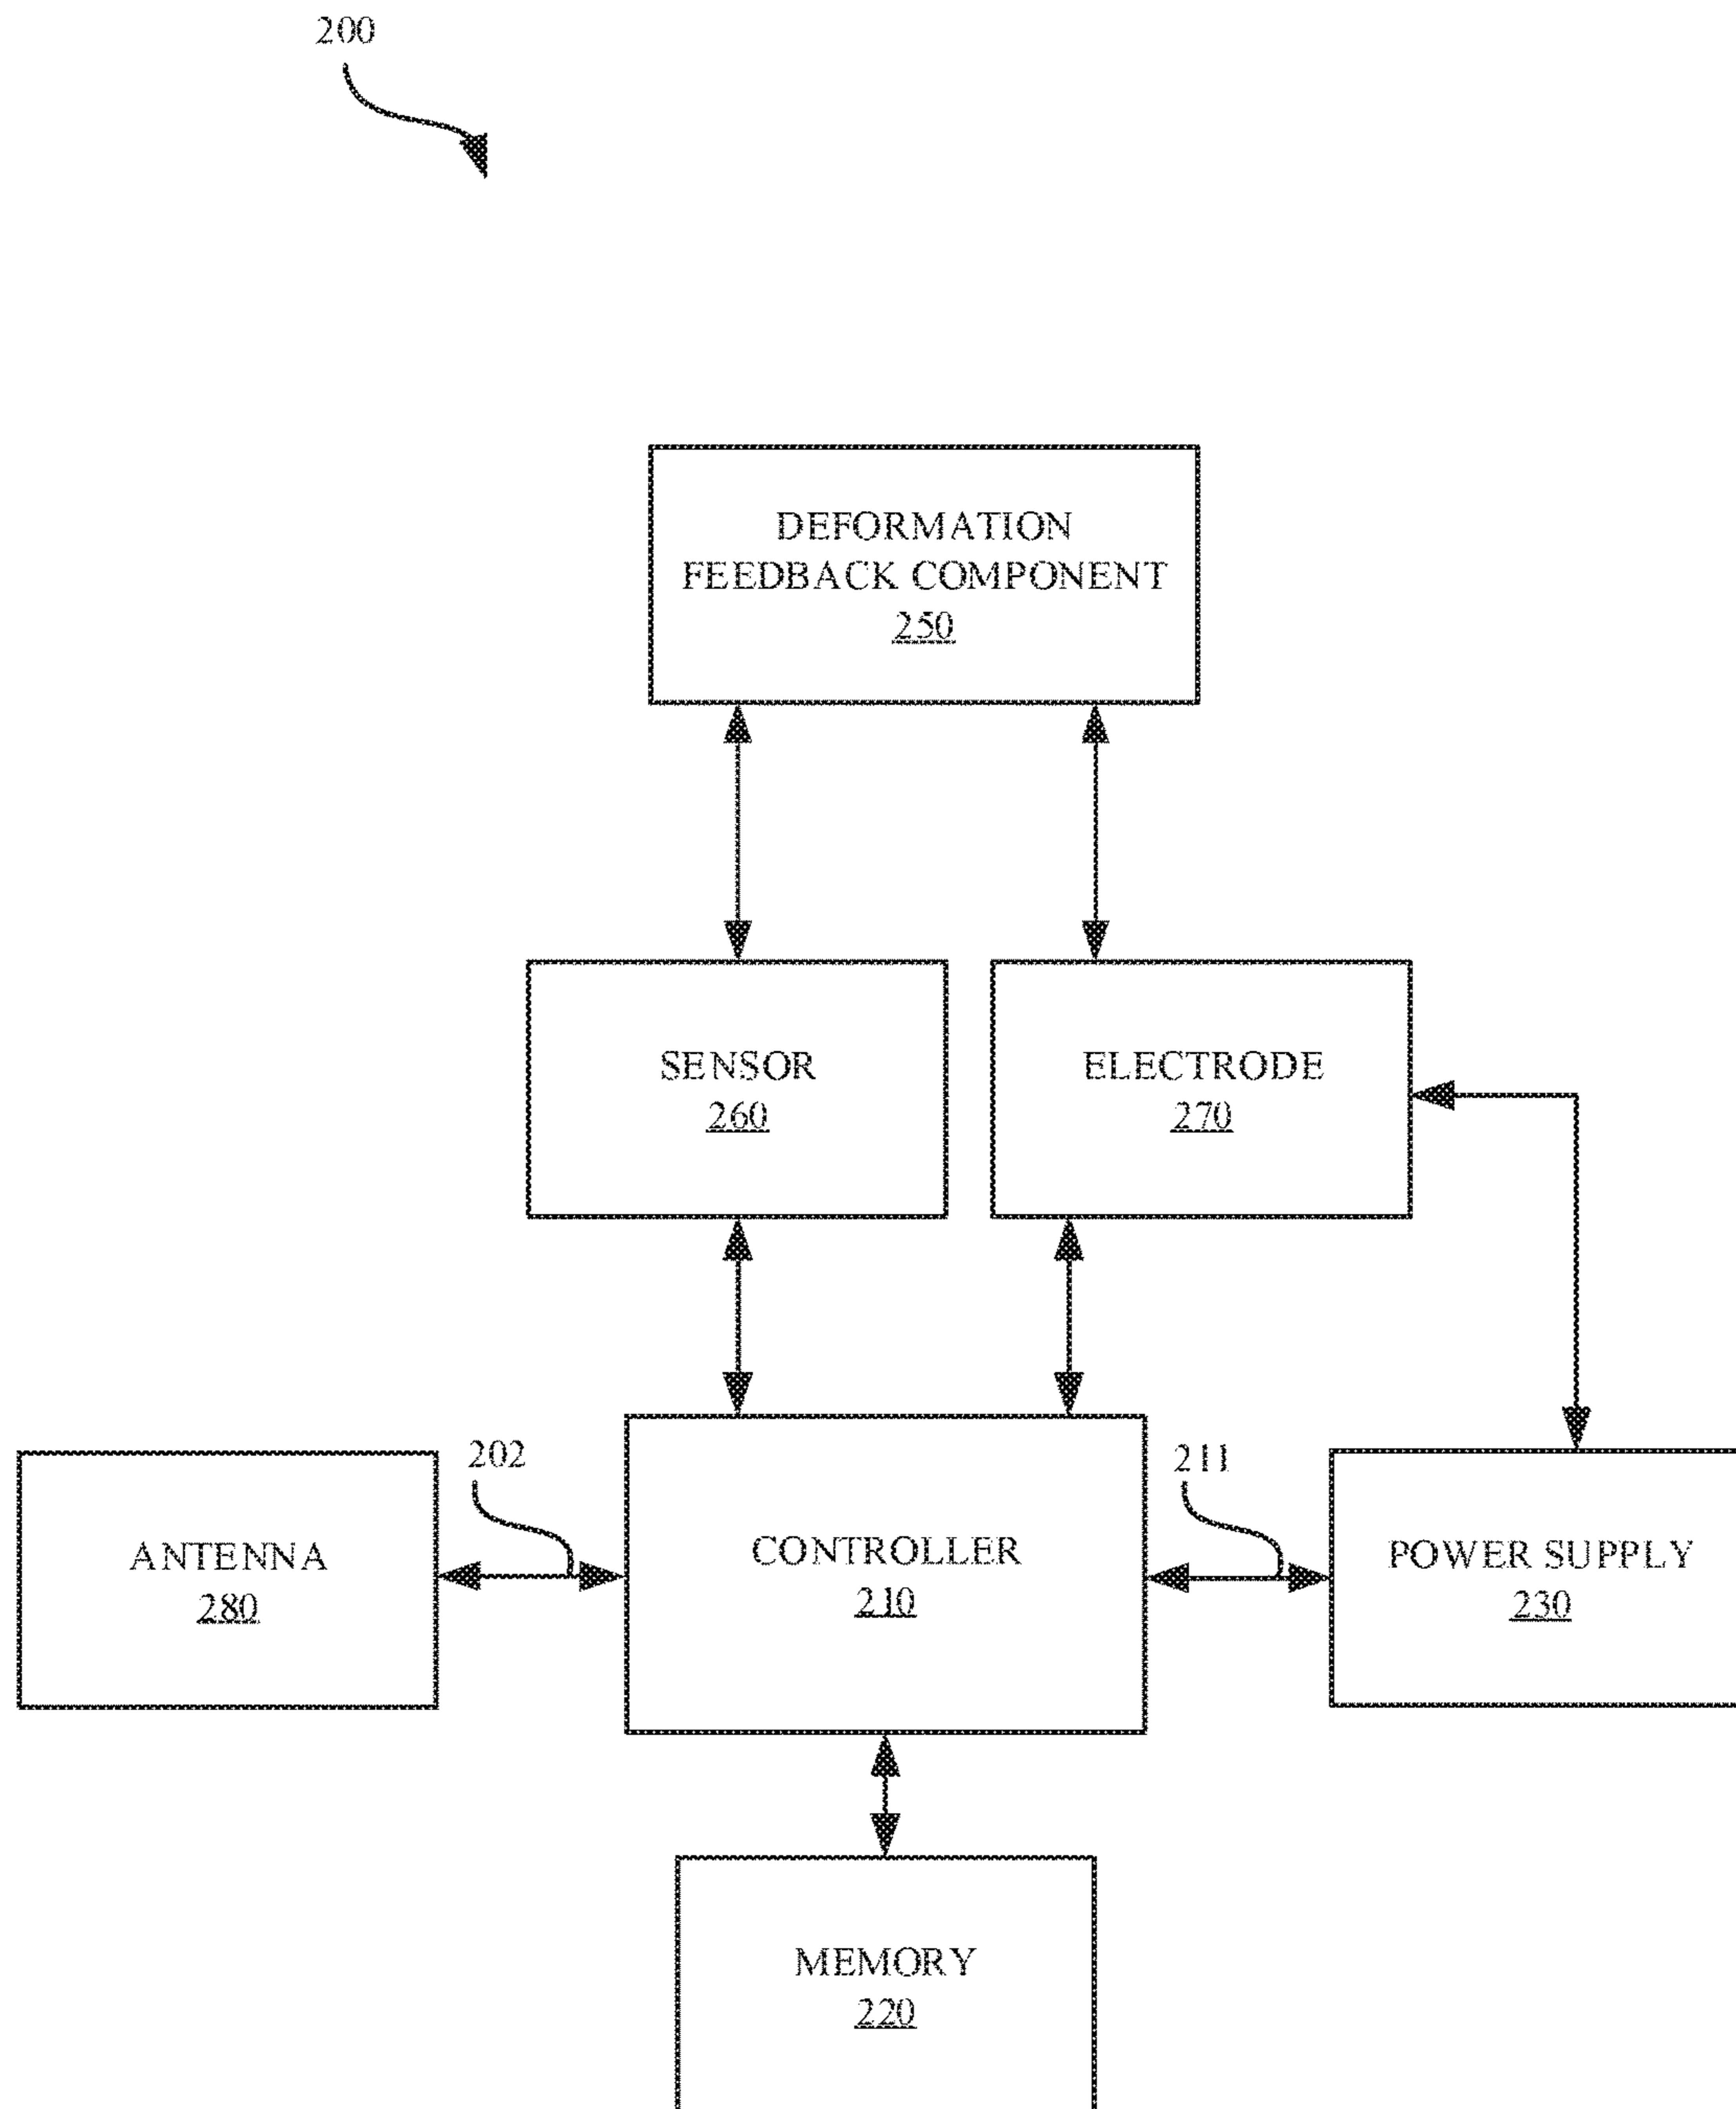 200
DEFORMATION
FEEDBACK COMPONENT
250
SENSOR
260
ELECTRODE
270
202
211
ANTENNA
280
CONTROLLER
210
POWER SUPPLY
230
MEMORY
220